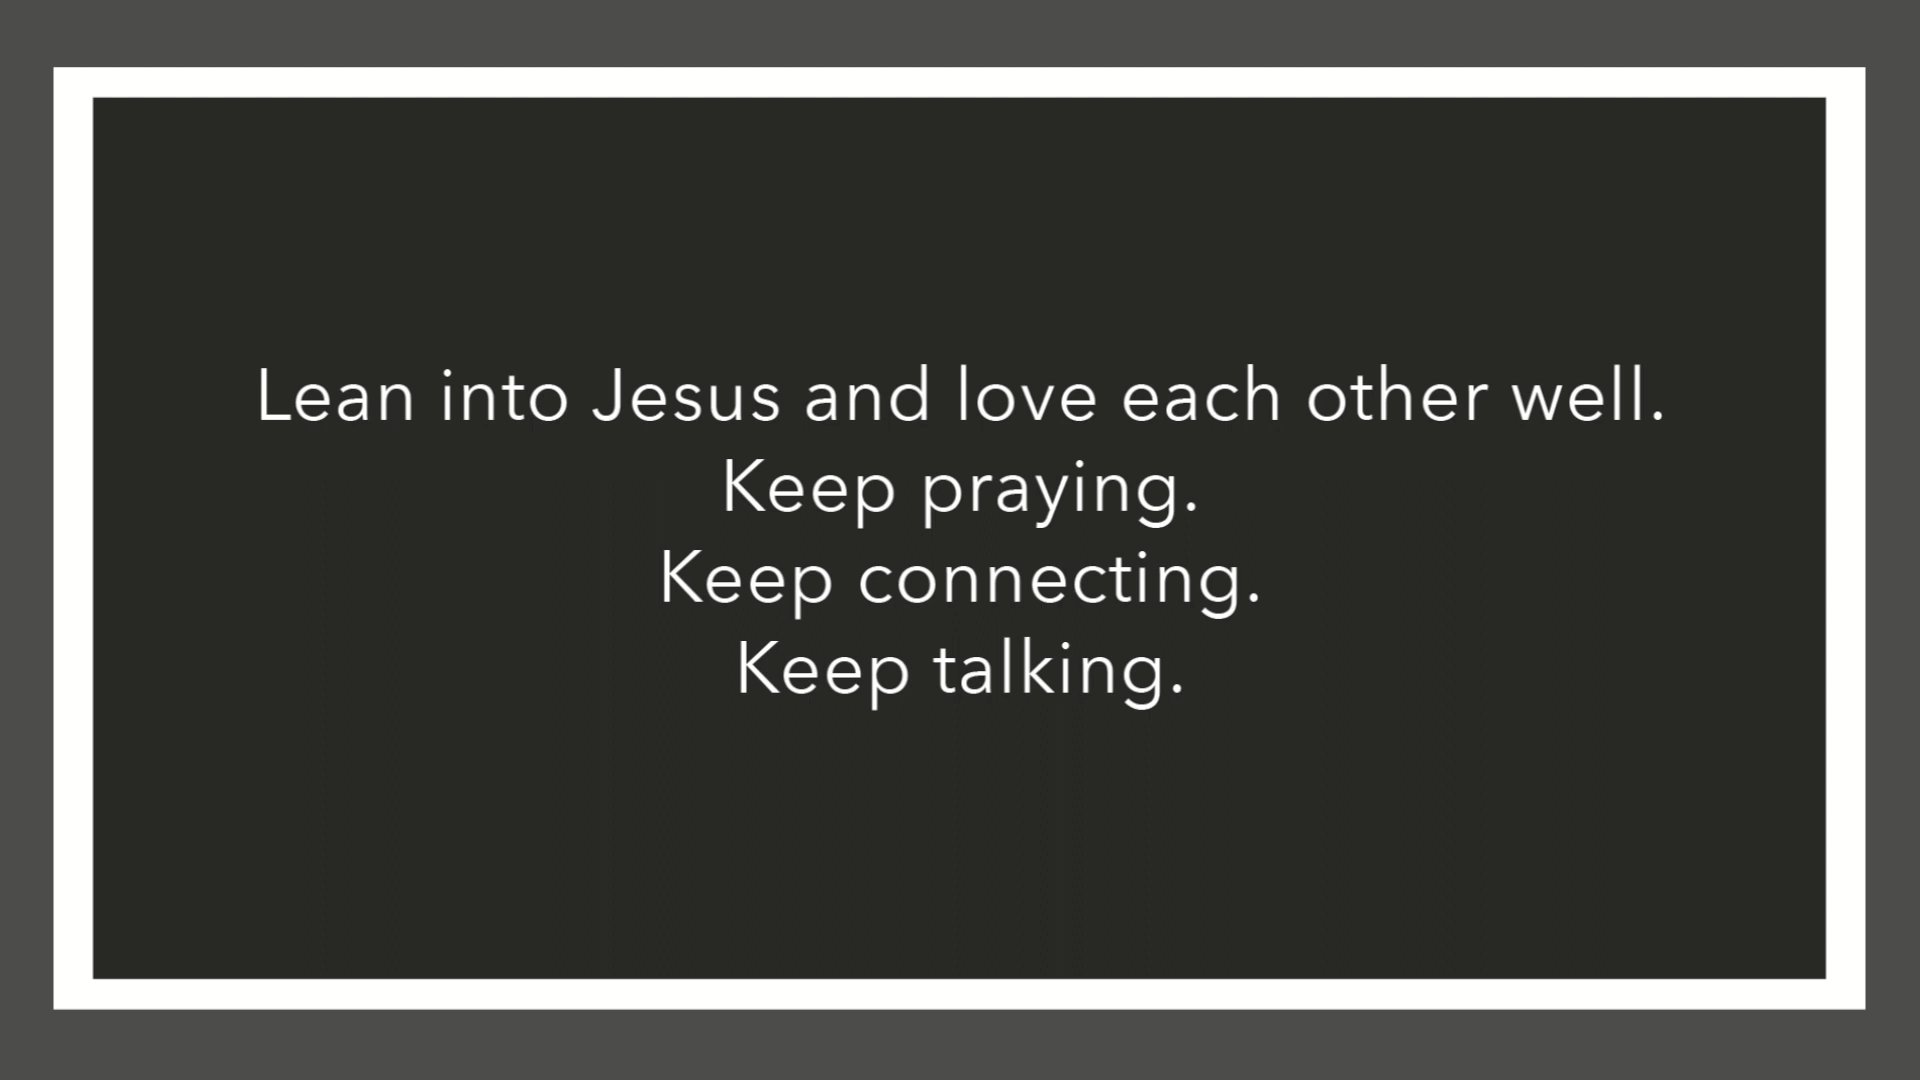 Lean into Jesus and love each other well.
Keep praying.
Keep connecting.
Keep talking.